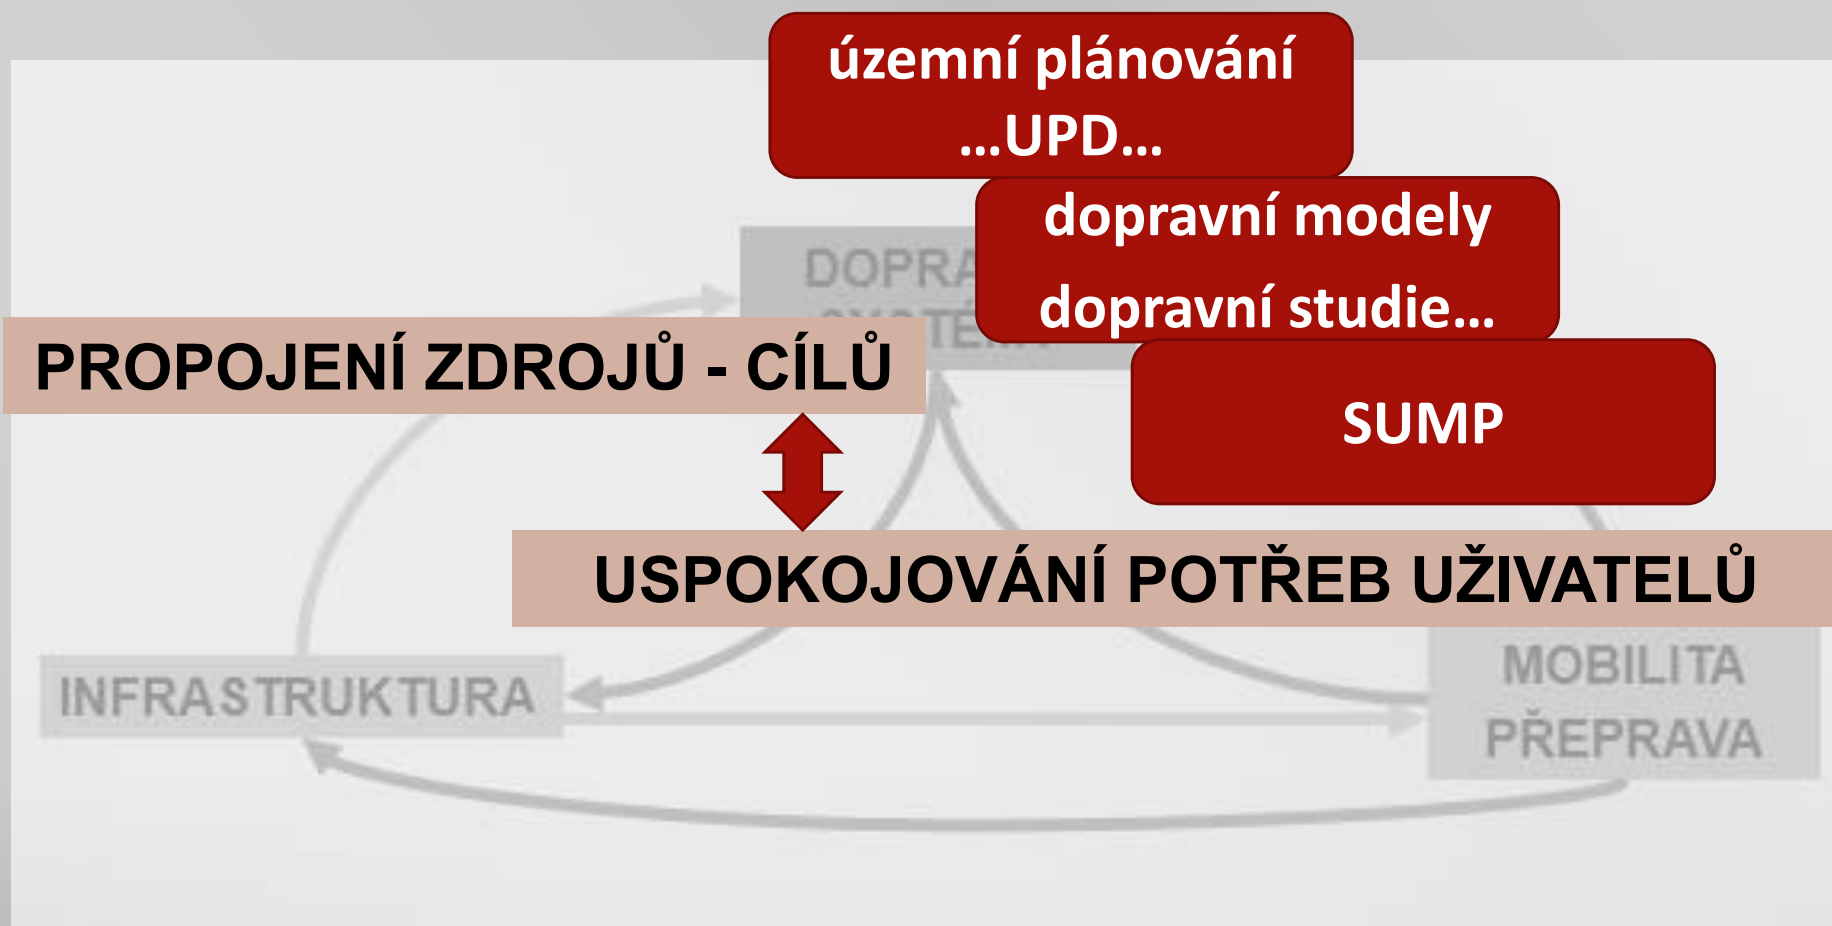 územní plánování
…UPD…
dopravní modely
dopravní studie…
PROPOJENÍ ZDROJŮ - CÍLŮ
SUMP
USPOKOJOVÁNÍ POTŘEB UŽIVATELŮ
INFRASTRUKTURA
MOBILITA
PŘEPRAVA